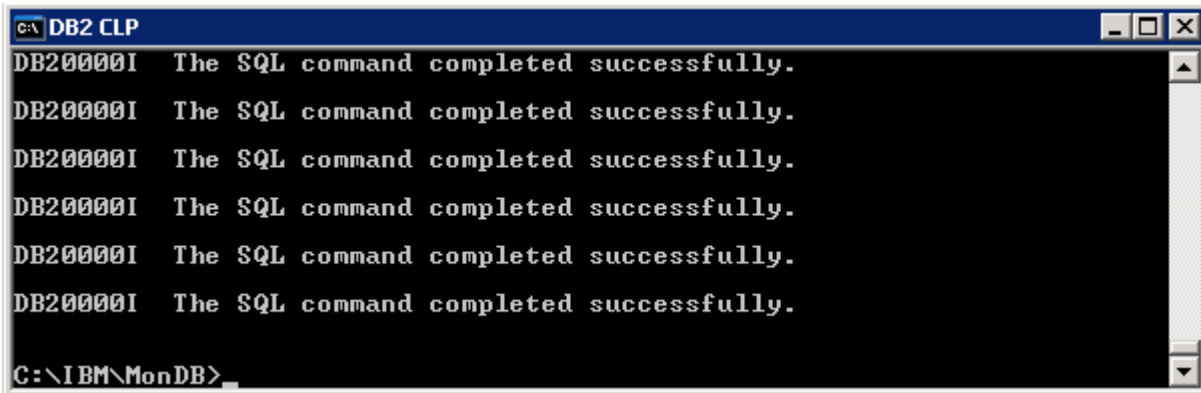 DB2 CLP
DB20000I  The SQL command completed successfully.
DB20000I  The SQL command completed successfully.
DB20000I  The SQL command completed successfully.
DB20000I  The SQL command completed successfully.
DB20000I  The SQL command completed successfully.
DB20000I  The SQL command completed successfully.
C:\IBM\MonDB>_